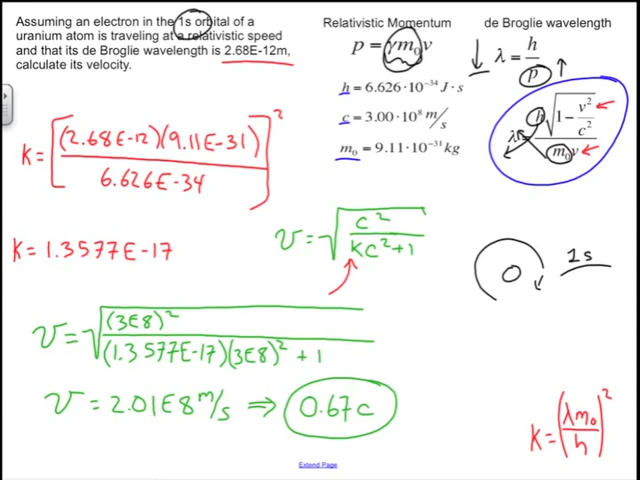 Assuming an electron in the 1s orbital of a
uranium atom is traveling at a relativistic speed
and that its de Broglie wavelength is 2.68E-12m,
calculate its velocity.
Relativistic Momentum
p = γm₀v
h = 6.626·10⁻³⁴ J·s
c = 3.00·10⁸ m/s
m₀ = 9.11·10⁻³¹ kg
de Broglie wavelength
↓ λ = h/p ↑
λ = h√(1 − v²/c²) / m₀v
K = [(2.68E-12)(9.11E-31) / 6.626E-34]²
K = 1.3577E-17
v = √(c² / (Kc² + 1))
1s
v = √((3E8)² / ((1.3577E-17)(3E8)² + 1))
v = 2.01E8 m/s ⇒ 0.67c
K = (λm₀/h)²
Extend Page